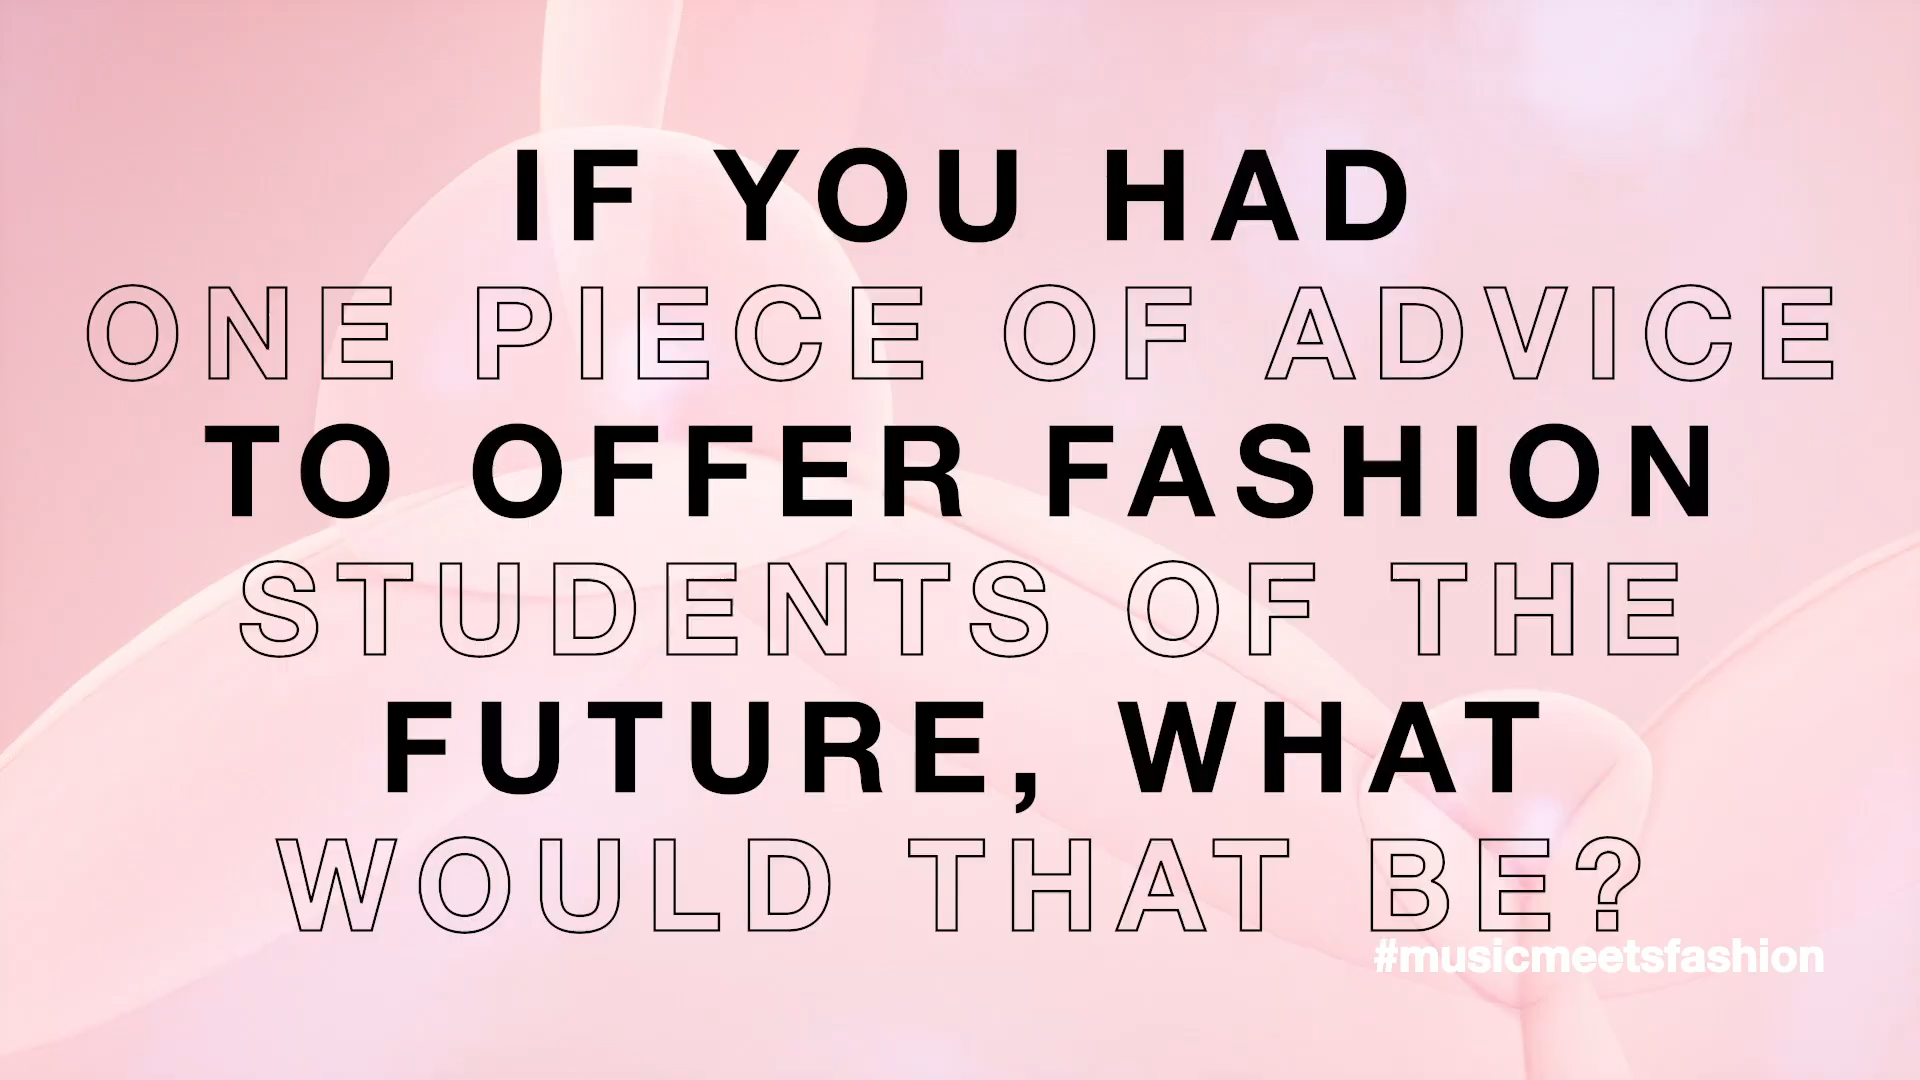 IF YOU HAD
ONE PIECE OF ADVICE
TO OFFER FASHION
STUDENTS OF THE
FUTURE, WHAT
WOULD THAT BE?
#musicmeetsfashion